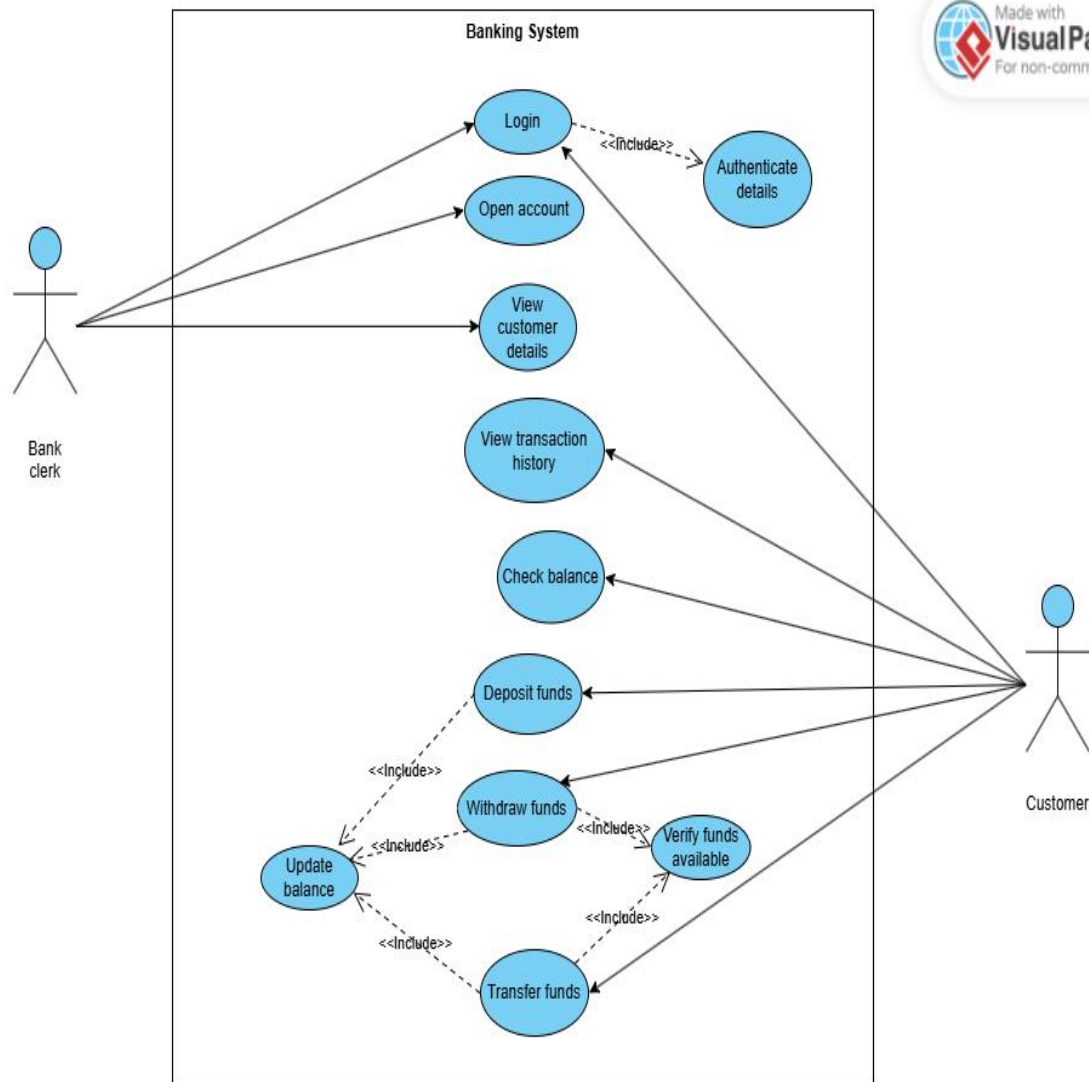 Made with
Visual Pa
For non-comm
Banking System
Login
<<Include>>
Authenticate
details
Open account
View
customer
details
Bank
clerk
View transaction
history
Check balance
Deposit funds
<<Include>>
Withdraw funds
<<Include>>
<<Include>>
Verify funds
available
Customer
Update
balance
<<Include>>
<<Include>>
Transfer funds